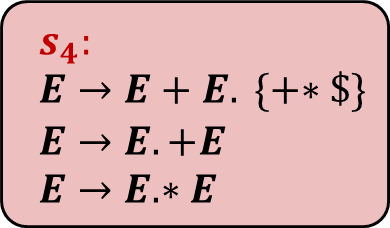 s₄:
E → E + E. {+* $}
E → E. +E
E → E.* E